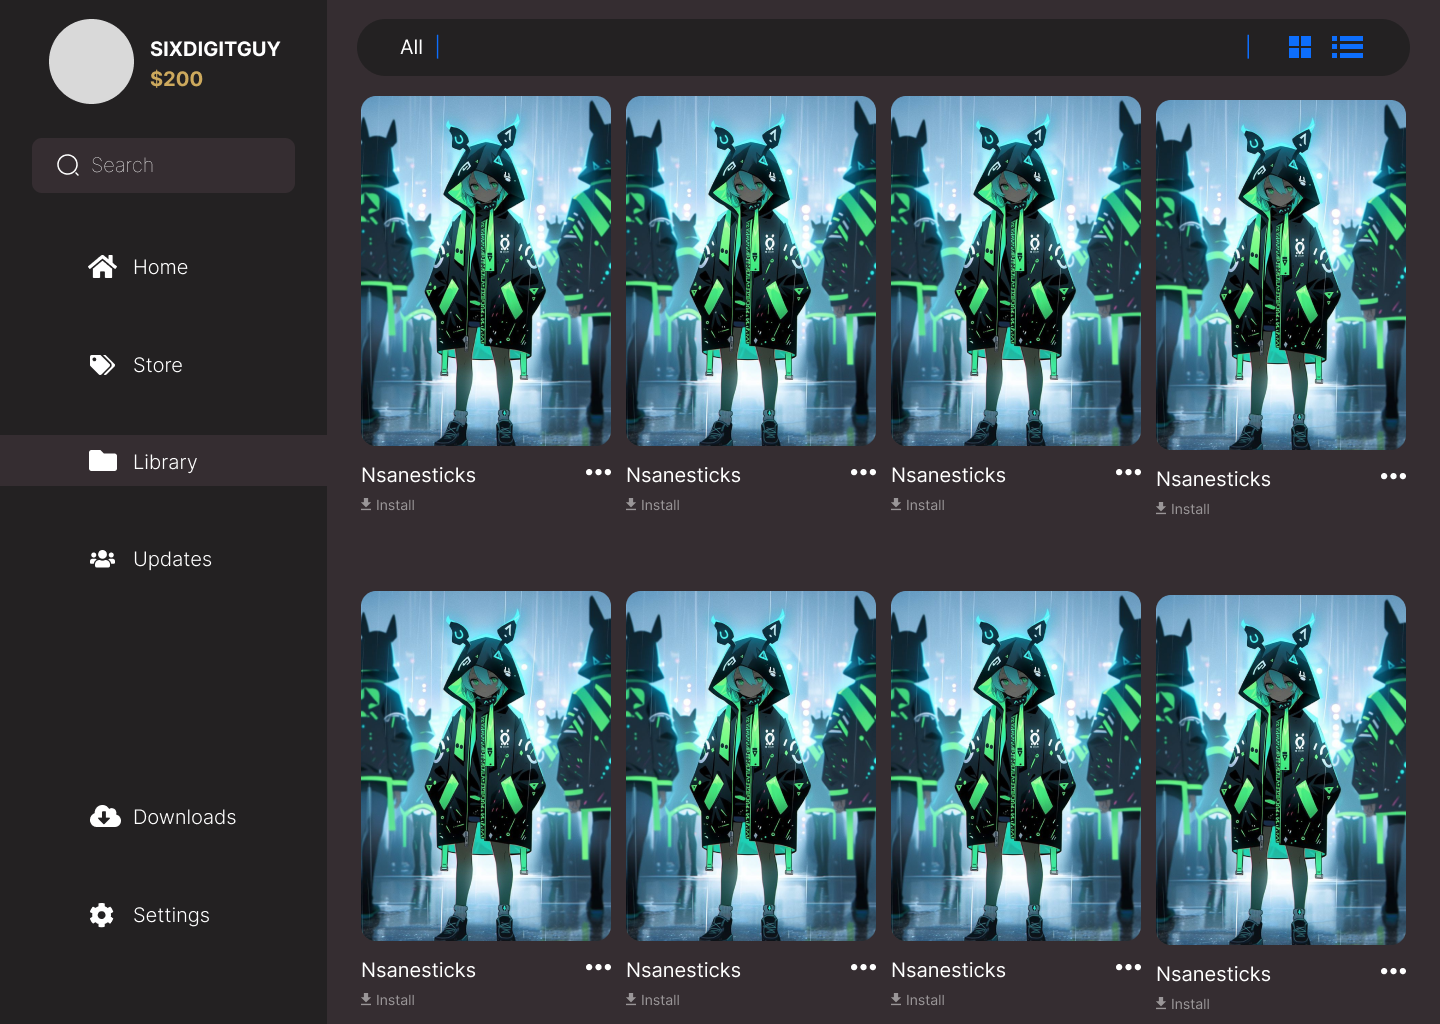 SIXDIGITGUY
$200
Search
Home
Store
Library
Updates
Downloads
Settings
All
Nsanesticks
Install
Nsanesticks
Install
Nsanesticks
Install
Nsanesticks
Install
Nsanesticks
Install
Nsanesticks
Install
Nsanesticks
Install
Nsanesticks
Install